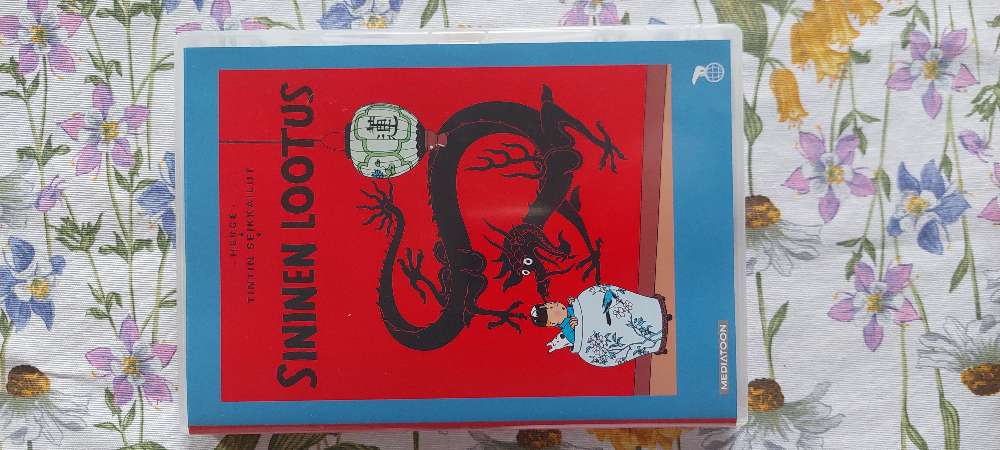 - HERGÉ -
TINTIN SEIKKAILUT
SININEN LOOTUS
MEDIATOON